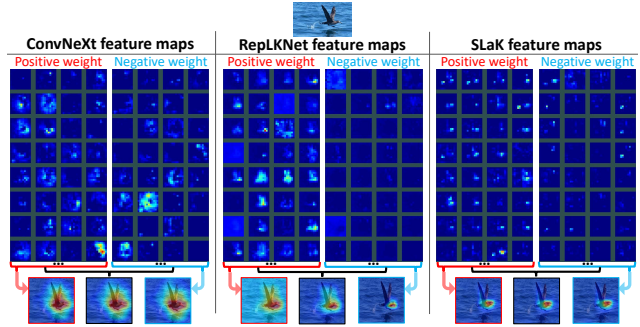 ConvNeXt feature maps
RepLKNet feature maps
SLaK feature maps
Positive weight
Negative weight
Positive weight
Negative weight
Positive weight
Negative weight
...
...
...
...
...
...